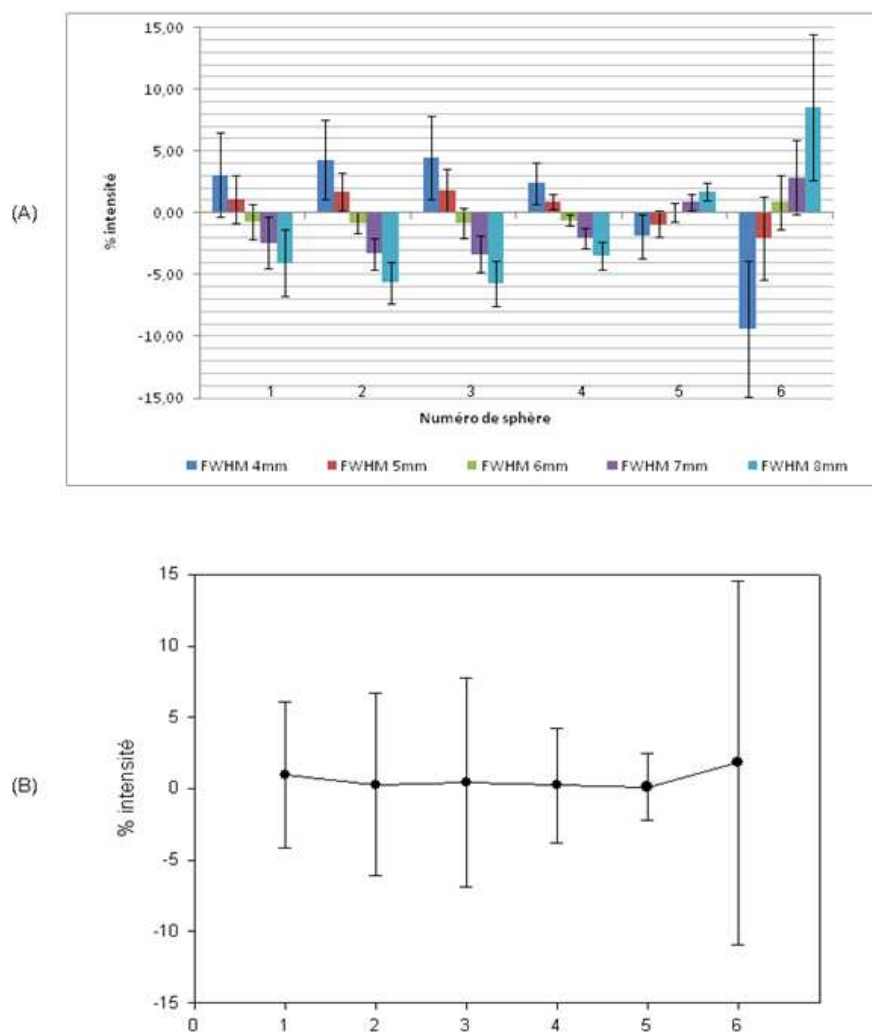 (A)
% intensité
15,00
10,00
5,00
0,00
-5,00
-10,00
-15,00
1 2 3 4 5 6
Numéro de sphère
FWHM 4mm FWHM 5mm FWHM 6mm FWHM 7mm FWHM 8mm
(B)
% intensité
15
10
5
0
-5
-10
-15
0 1 2 3 4 5 6